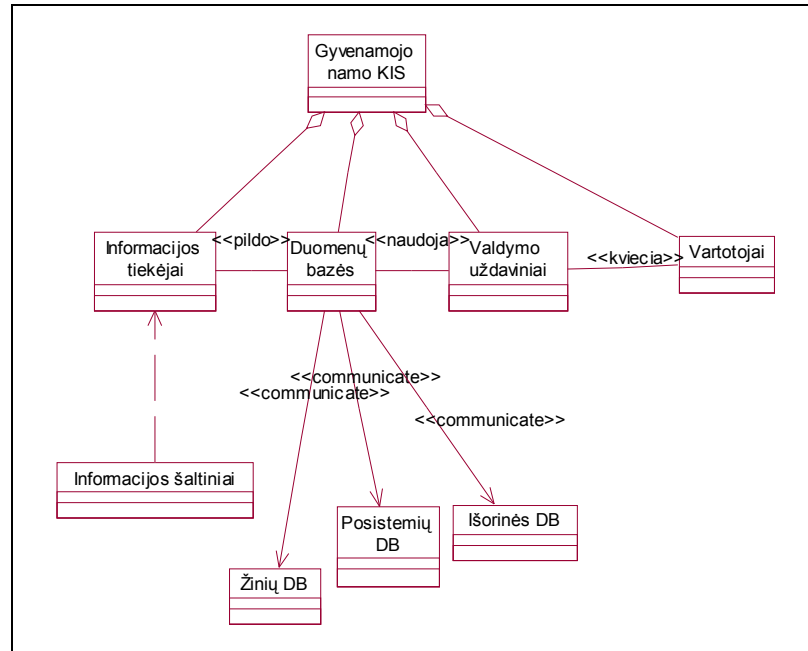 Gyvenamojo
namo KIS
Informacijos
tiekėjai
<<pildo>>
Duomenų
bazės
<<naudoja>>
Valdymo
uždaviniai
<<kviecia>>
Vartotojai
<<communicate>>
<<communicate>>
<<communicate>>
Informacijos šaltiniai
Posistemių
DB
Išorinės DB
Žinių DB